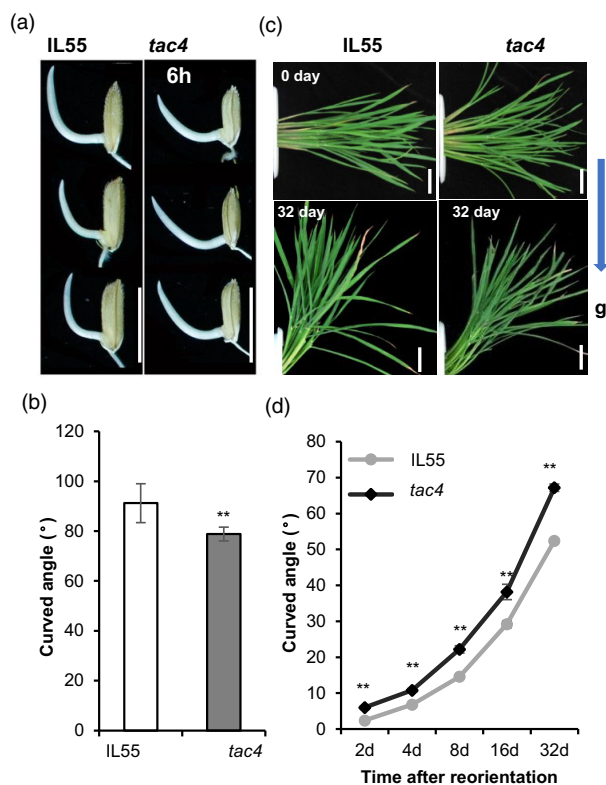 (a)
IL55 tac4
6h
(c)
IL55 tac4
0 day
32 day 32 day
g
(b)
120
100
80
60
40
20
0
Curved angle (°)
**
IL55 tac4
(d)
IL55
tac4
80
70
60
50
40
30
20
10
0
Curved angle (°)
** ** ** ** **
2d 4d 8d 16d 32d
Time after reorientation